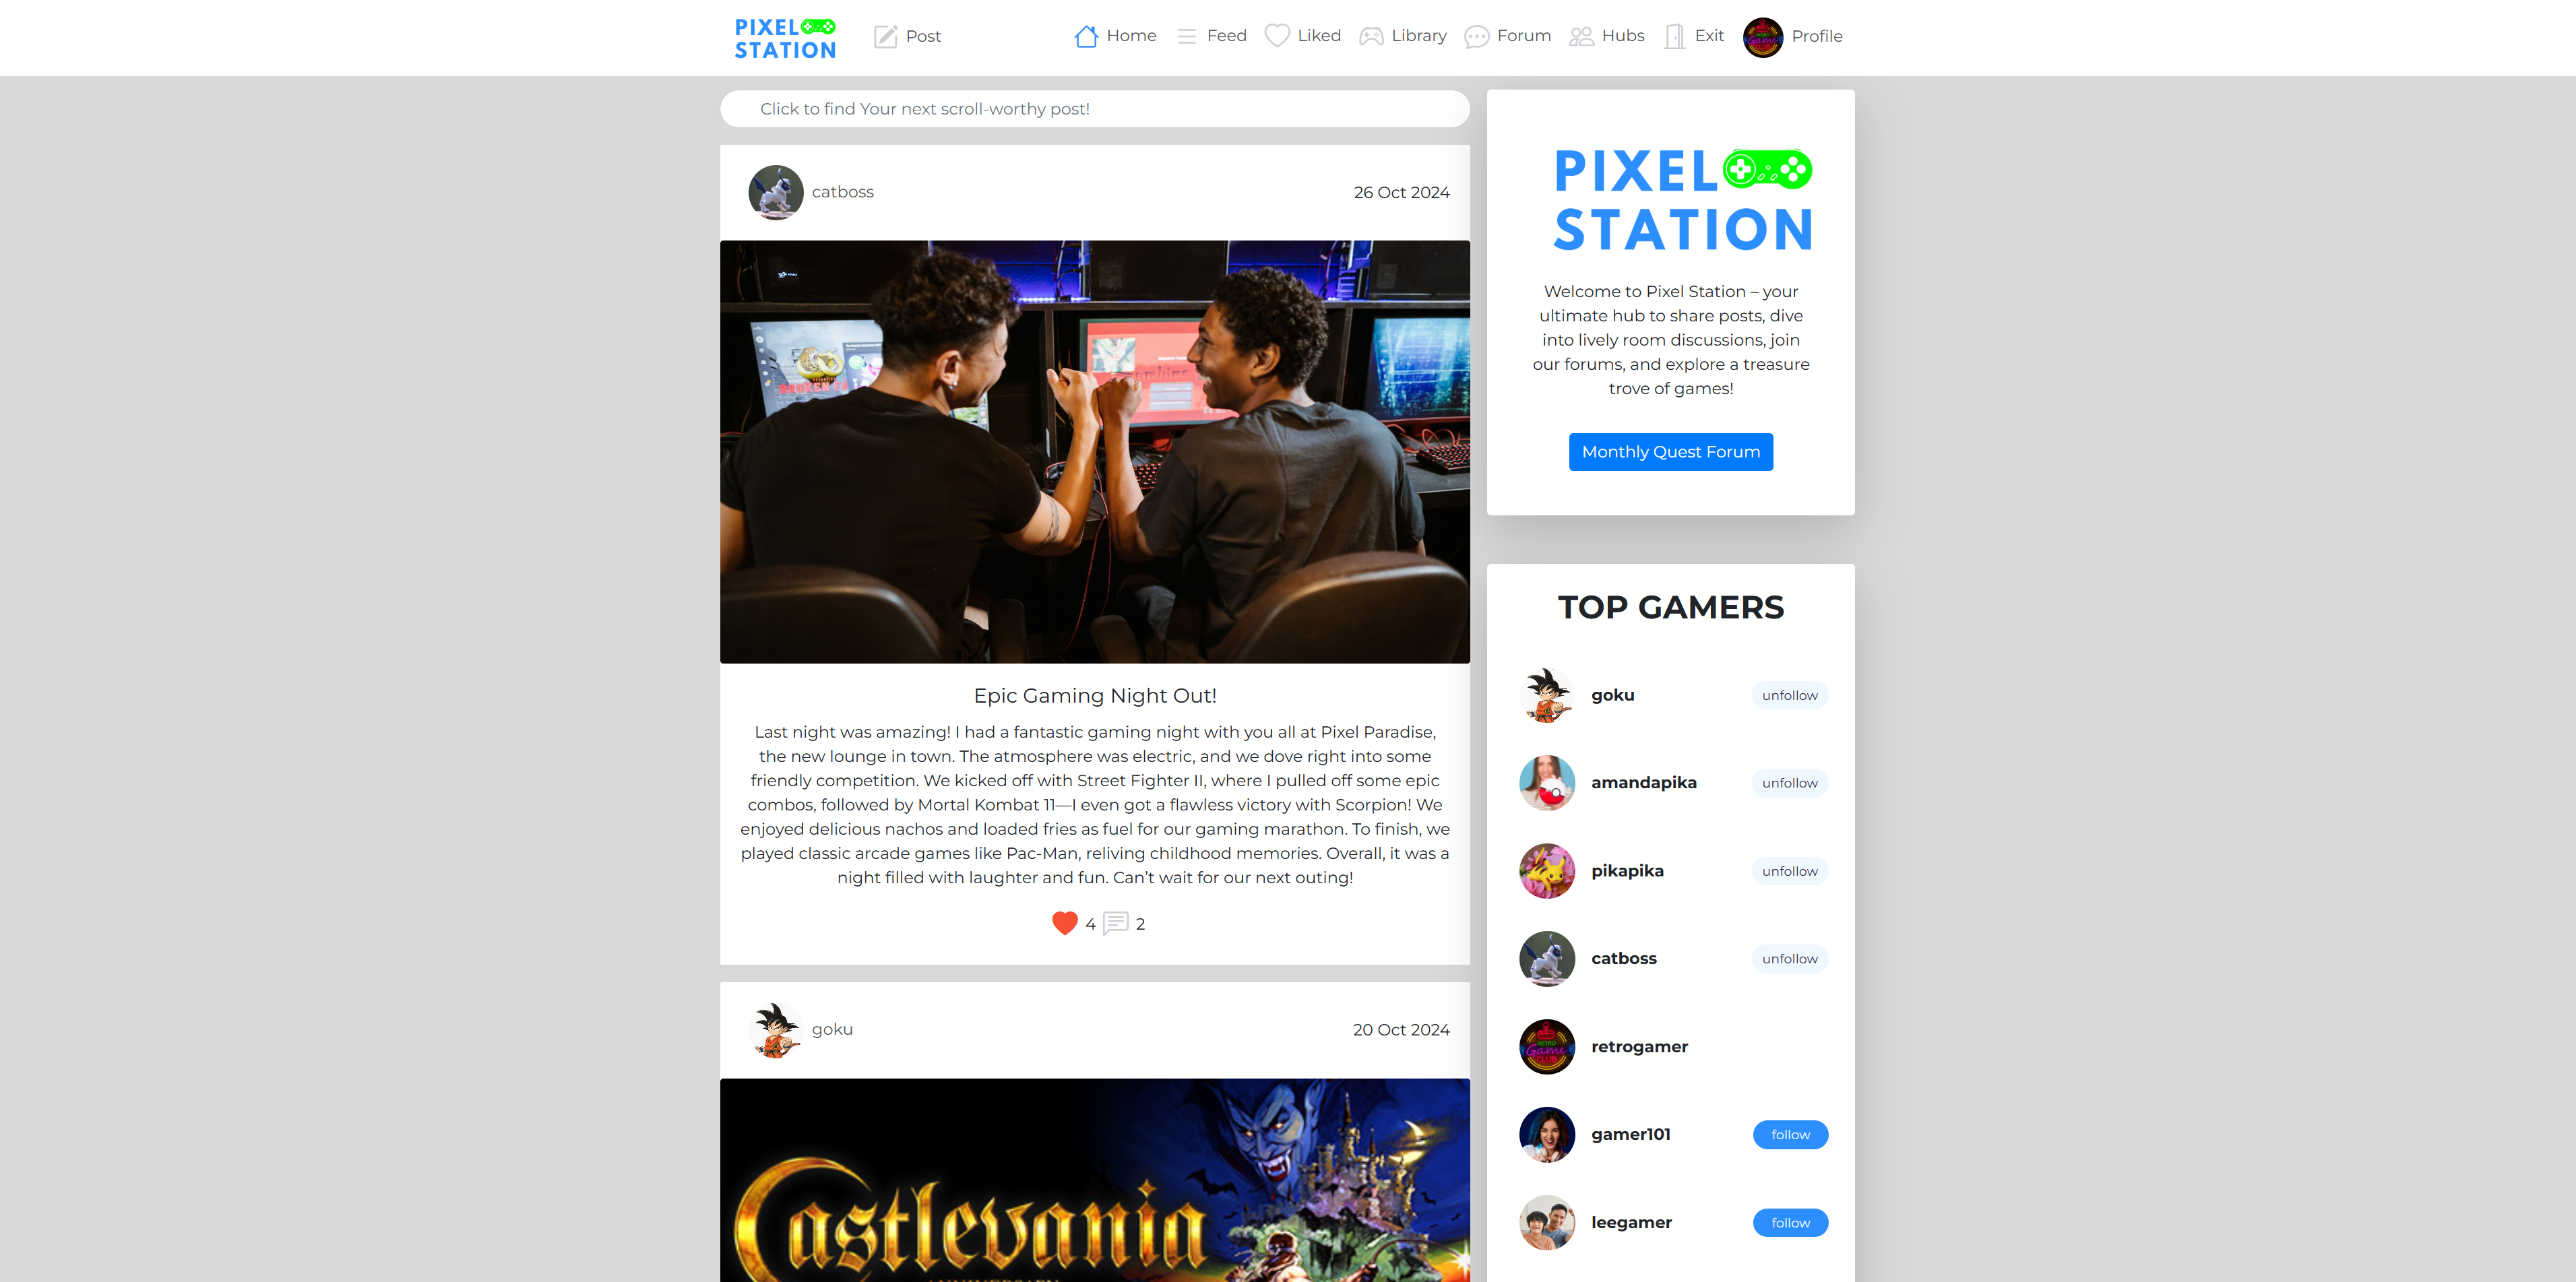 PIXEL
STATION
Post
Home
Feed
Liked
Library
Forum
Hubs
Exit
Profile
Click to find Your next scroll-worthy post!
catboss
26 Oct 2024
Epic Gaming Night Out!
Last night was amazing! I had a fantastic gaming night with you all at Pixel Paradise,
the new lounge in town. The atmosphere was electric, and we dove right into some
friendly competition. We kicked off with Street Fighter II, where I pulled off some epic
combos, followed by Mortal Kombat 11—I even got a flawless victory with Scorpion! We
enjoyed delicious nachos and loaded fries as fuel for our gaming marathon. To finish, we
played classic arcade games like Pac-Man, reliving childhood memories. Overall, it was a
night filled with laughter and fun. Can’t wait for our next outing!
4
2
goku
20 Oct 2024
Castlevania
PIXEL
STATION
Welcome to Pixel Station – your
ultimate hub to share posts, dive
into lively room discussions, join
our forums, and explore a treasure
trove of games!
Monthly Quest Forum
TOP GAMERS
goku
unfollow
amandapika
unfollow
pikapika
unfollow
catboss
unfollow
retrogamer
gamer101
follow
leegamer
follow